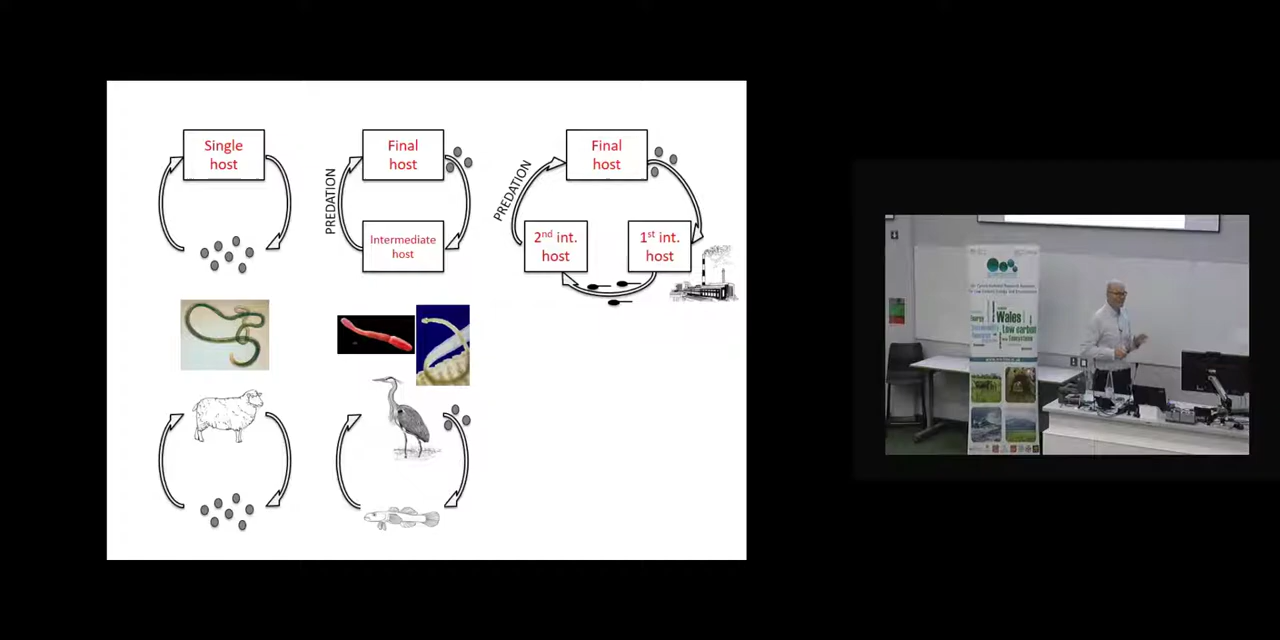 Single
host
Final
host
PREDATION
Intermediate
host
Final
host
PREDATION
2nd int.
host
1st int.
host
Wales
Low carbon